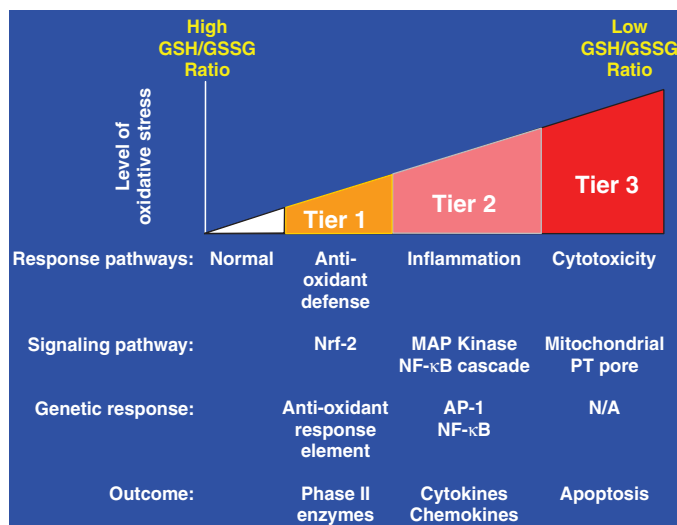 High
GSH/GSSG
Ratio
Low
GSH/GSSG
Ratio
Level of
oxidative stress
Tier 1
Tier 2
Tier 3
Response pathways: Normal Anti-oxidant defense Inflammation Cytotoxicity
Signaling pathway: Nrf-2 MAP Kinase NF-κB cascade Mitochondrial PT pore
Genetic response: Anti-oxidant response element AP-1 NF-κB N/A
Outcome: Phase II enzymes Cytokines Chemokines Apoptosis